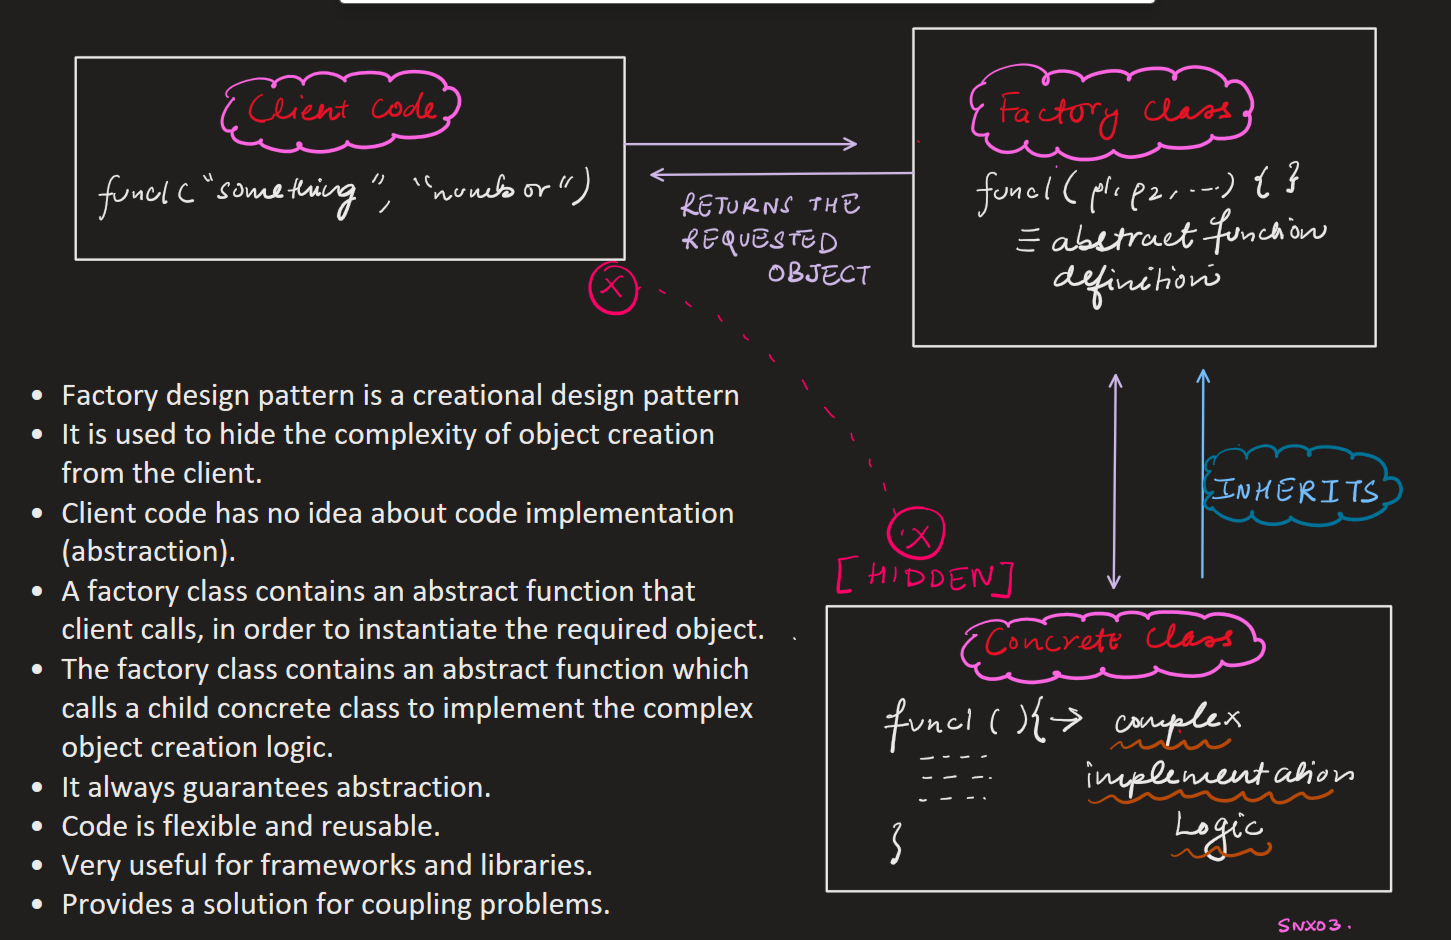 Client Code
func1("something", "number")
RETURNS THE
REQUESTED
OBJECT
Factory Class
func1(p1, p2, ....) { }
≡ abstract function
definition
X
• Factory design pattern is a creational design pattern
• It is used to hide the complexity of object creation
from the client.
• Client code has no idea about code implementation
(abstraction).
• A factory class contains an abstract function that
client calls, in order to instantiate the required object.
• The factory class contains an abstract function which
calls a child concrete class to implement the complex
object creation logic.
• It always guarantees abstraction.
• Code is flexible and reusable.
• Very useful for frameworks and libraries.
• Provides a solution for coupling problems.
INHERITS
X
[HIDDEN]
Concrete Class
func1(){→ complex
implementation
Logic
}
SNX03.